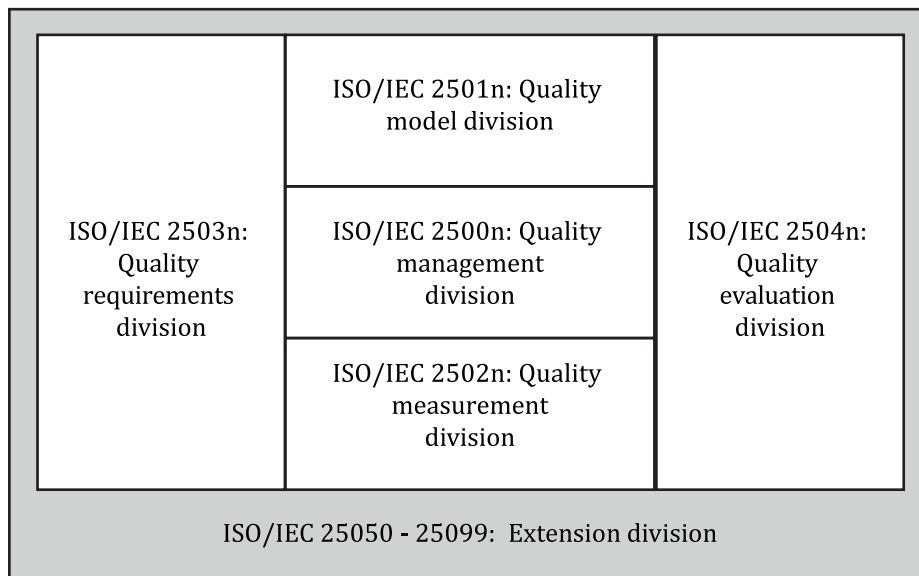 ISO/IEC 2503n:
Quality
requirements
division
ISO/IEC 2501n: Quality
model division
ISO/IEC 2500n: Quality
management
division
ISO/IEC 2502n: Quality
measurement
division
ISO/IEC 2504n:
Quality
evaluation
division
ISO/IEC 25050 - 25099:  Extension division